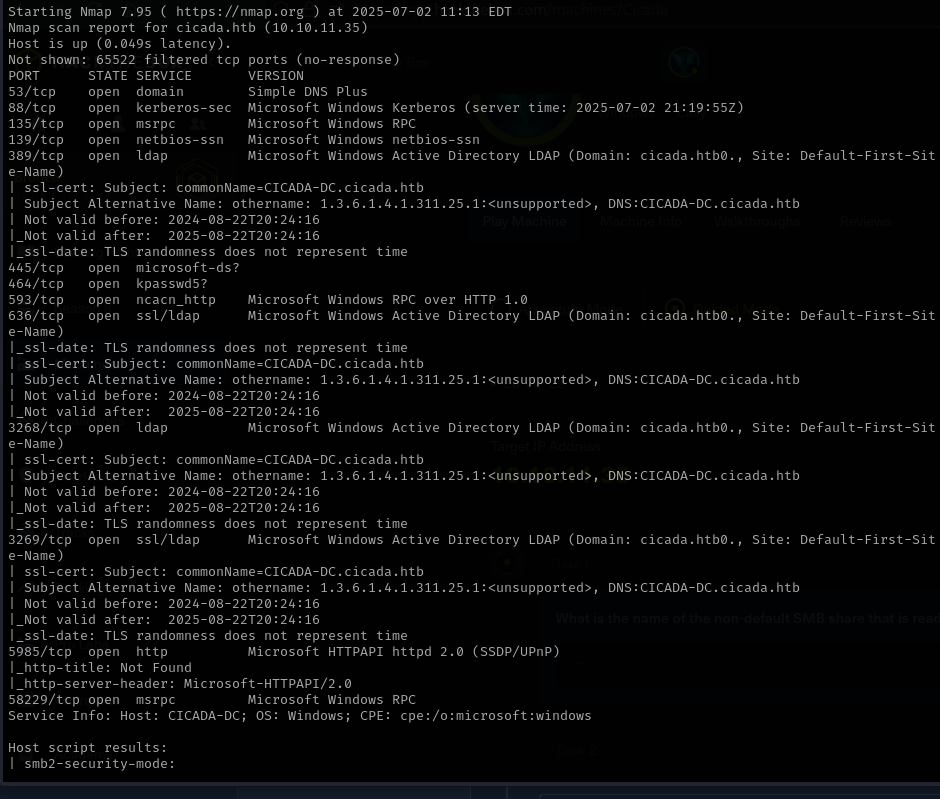 Starting Nmap 7.95 ( https://nmap.org ) at 2025-07-02 11:13 EDT
Nmap scan report for cicada.htb (10.10.11.35)
Host is up (0.049s latency).
Not shown: 65522 filtered tcp ports (no-response)
PORT      STATE SERVICE       VERSION
53/tcp    open  domain        Simple DNS Plus
88/tcp    open  kerberos-sec  Microsoft Windows Kerberos (server time: 2025-07-02 21:19:55Z)
135/tcp   open  msrpc         Microsoft Windows RPC
139/tcp   open  netbios-ssn   Microsoft Windows netbios-ssn
389/tcp   open  ldap          Microsoft Windows Active Directory LDAP (Domain: cicada.htb0., Site: Default-First-Sit
e-Name)
| ssl-cert: Subject: commonName=CICADA-DC.cicada.htb
| Subject Alternative Name: othername: 1.3.6.1.4.1.311.25.1:<unsupported>, DNS:CICADA-DC.cicada.htb
| Not valid before: 2024-08-22T20:24:16
|_Not valid after:  2025-08-22T20:24:16
|_ssl-date: TLS randomness does not represent time
445/tcp   open  microsoft-ds?
464/tcp   open  kpasswd5?
593/tcp   open  ncacn_http    Microsoft Windows RPC over HTTP 1.0
636/tcp   open  ssl/ldap      Microsoft Windows Active Directory LDAP (Domain: cicada.htb0., Site: Default-First-Sit
e-Name)
|_ssl-date: TLS randomness does not represent time
| ssl-cert: Subject: commonName=CICADA-DC.cicada.htb
| Subject Alternative Name: othername: 1.3.6.1.4.1.311.25.1:<unsupported>, DNS:CICADA-DC.cicada.htb
| Not valid before: 2024-08-22T20:24:16
|_Not valid after:  2025-08-22T20:24:16
3268/tcp  open  ldap          Microsoft Windows Active Directory LDAP (Domain: cicada.htb0., Site: Default-First-Sit
e-Name)
| ssl-cert: Subject: commonName=CICADA-DC.cicada.htb
| Subject Alternative Name: othername: 1.3.6.1.4.1.311.25.1:<unsupported>, DNS:CICADA-DC.cicada.htb
| Not valid before: 2024-08-22T20:24:16
|_Not valid after:  2025-08-22T20:24:16
|_ssl-date: TLS randomness does not represent time
3269/tcp  open  ssl/ldap      Microsoft Windows Active Directory LDAP (Domain: cicada.htb0., Site: Default-First-Sit
e-Name)
| ssl-cert: Subject: commonName=CICADA-DC.cicada.htb
| Subject Alternative Name: othername: 1.3.6.1.4.1.311.25.1:<unsupported>, DNS:CICADA-DC.cicada.htb
| Not valid before: 2024-08-22T20:24:16
|_Not valid after:  2025-08-22T20:24:16
|_ssl-date: TLS randomness does not represent time
5985/tcp  open  http          Microsoft HTTPAPI httpd 2.0 (SSDP/UPnP)
|_http-title: Not Found
|_http-server-header: Microsoft-HTTPAPI/2.0
58229/tcp open  msrpc         Microsoft Windows RPC
Service Info: Host: CICADA-DC; OS: Windows; CPE: cpe:/o:microsoft:windows

Host script results:
| smb2-security-mode:
Play Machine
Machine Info
Walkthroughs
Reviews
Target IP Address
What is the name of the non-default SMB share that is